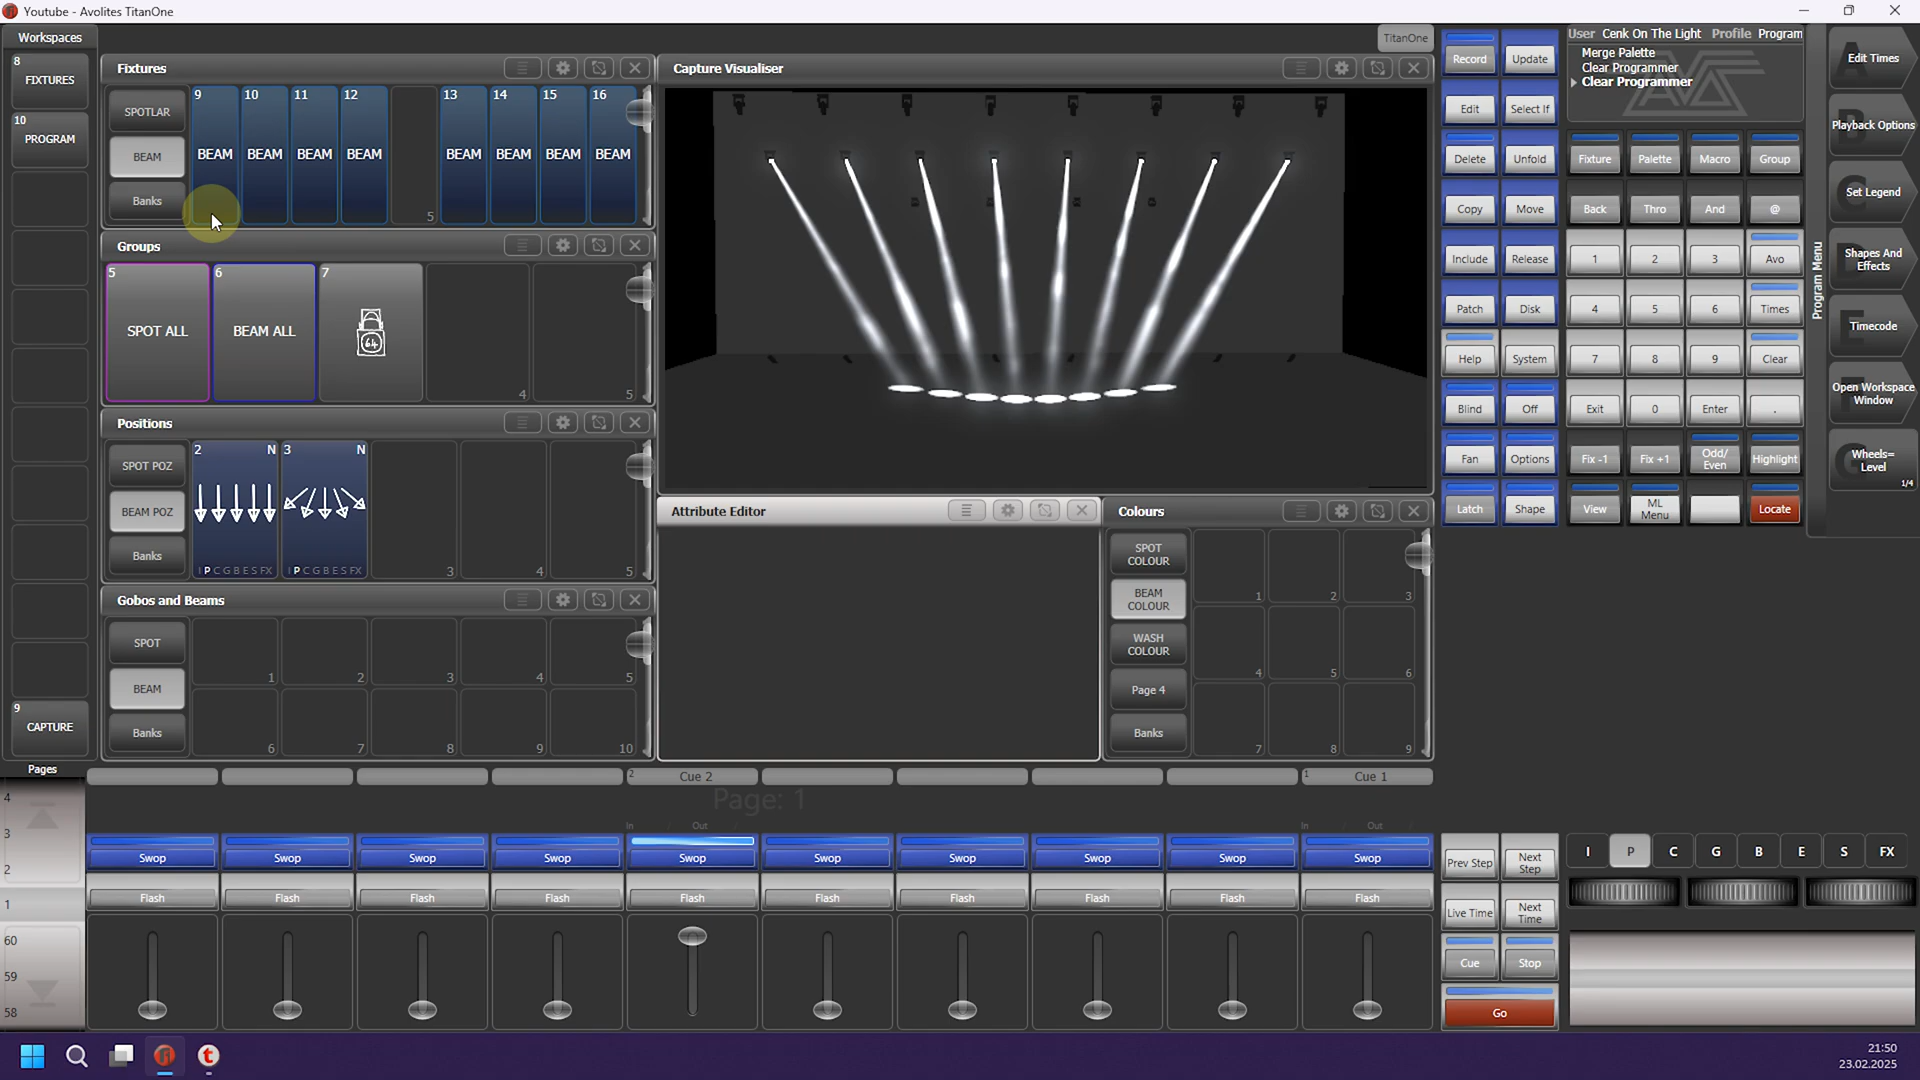 Youtube - Avolites TitanOne
Workspaces
8
FIXTURES
10
PROGRAM
9
CAPTURE
Pages
4
3
2
1
60
59
58
Fixtures
SPOTLAR
BEAM
Banks
9 BEAM
10 BEAM
11 BEAM
12 BEAM
5
13 BEAM
14 BEAM
15 BEAM
16 BEAM
Groups
5 SPOT ALL
6 BEAM ALL
7 64
4
5
Positions
SPOT POZ
BEAM POZ
Banks
2 N
I P C G B E S FX
3 N
I P C G B E S FX
3
4
5
Gobos and Beams
SPOT
BEAM
Banks
1 2 3 4 5
6 7 8 9 10
TitanOne
Capture Visualiser
Attribute Editor
Colours
SPOT
COLOUR
BEAM
COLOUR
WASH
COLOUR
Page 4
Banks
1 2 3
4 5 6
7 8 9
2 Cue 2
1 Cue 1
Page: 1
In Out
In Out
Swop Swop Swop Swop Swop Swop Swop Swop Swop Swop
Flash Flash Flash Flash Flash Flash Flash Flash Flash Flash
Record Update
Edit Select If
Delete Unfold
Copy Move
Include Release
Patch Disk
Help System
Blind Off
Fan Options
Latch Shape
User Cenk On The Light Profile Program
Merge Palette
Clear Programmer
Clear Programmer
Fixture Palette Macro Group
Back Thro And @
1 2 3 Avo
4 5 6 Times
7 8 9 Clear
Exit 0 Enter .
Fix -1 Fix +1 Odd/
Even Highlight
View ML
Menu Locate
Program Menu
A
Edit Times
B
Playback Options
C
Set Legend
D
Shapes And
Effects
E
Timecode
F
Open Workspace
Window
G
Wheels=
Level
1/4
Prev Step Next
Step
Live Time Next
Time
Cue Stop
Go
I P C G B E S FX
21:50
23.02.2025